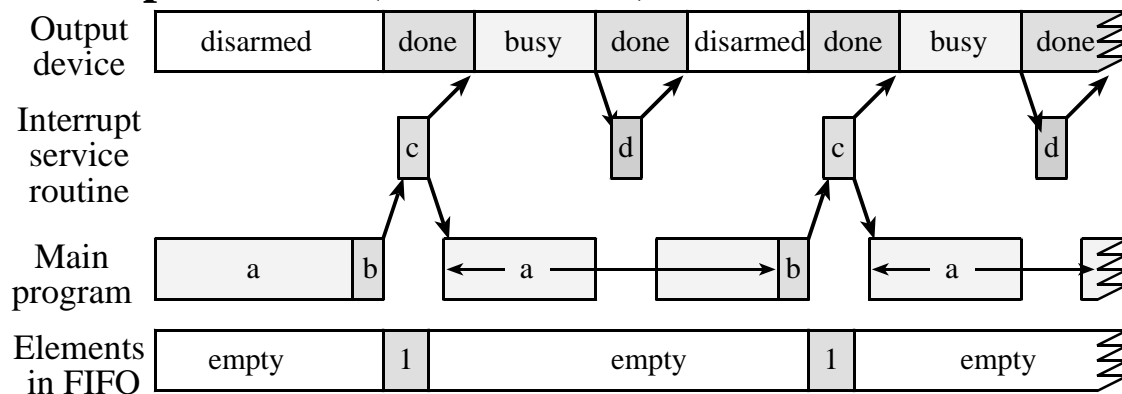 Output
device
disarmed
done
busy
done
disarmed
done
busy
done
Interrupt
service
routine
c
d
c
d
Main
program
a
b
a
b
a
Elements
in FIFO
empty
1
empty
1
empty